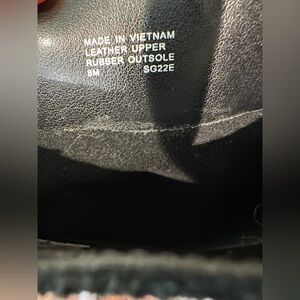 MADE IN VIETNAM
LEATHER UPPER
RUBBER OUTSOLE
8M SG22E